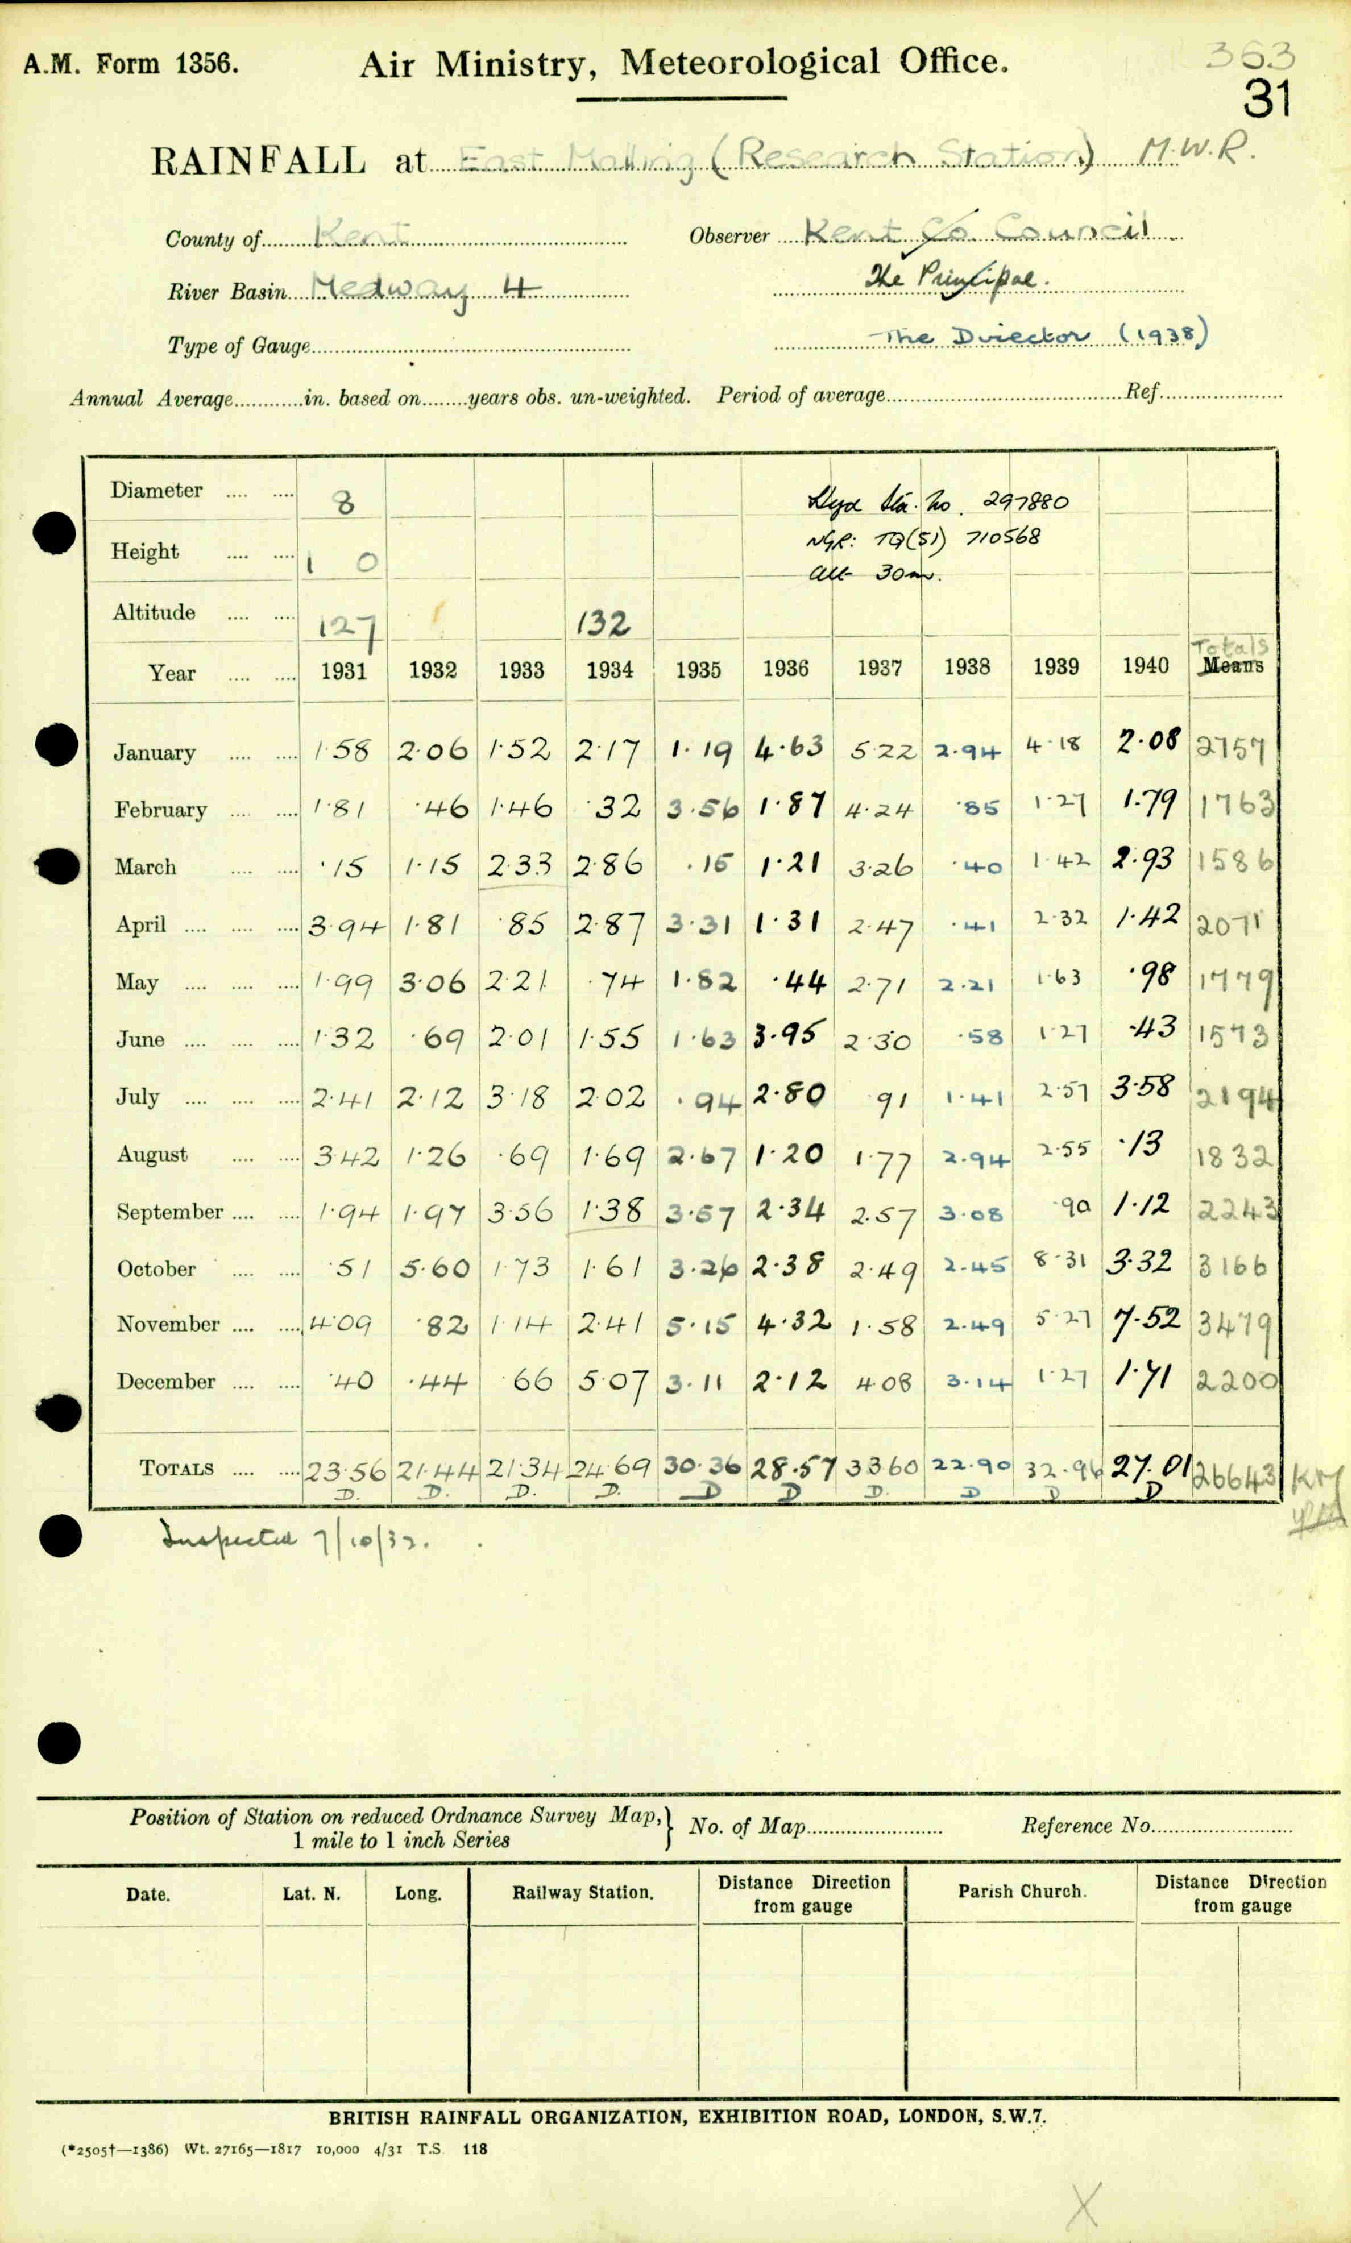 A.M. Form 1356.
Air Ministry, Meteorological Office.
363
31
RAINFALL at East Malling (Research Station) M.W.R.
County of Kent Observer Kent Co. Council
River Basin Medway 4 The Principal.
Type of Gauge The Director (1938)
Annual Average in. based on years obs. un-weighted. Period of average Ref.
Diameter 8
Hyd Sta. No. 297880
Height 1 0
NGR: TQ(51) 710568
Alt 30m.
Altitude 127 132
Totals
Year 1931 1932 1933 1934 1935 1936 1937 1938 1939 1940 Means
January 1.58 2.06 1.52 2.17 1.19 4.63 5.22 2.94 4.18 2.08 2757
February 1.81 .46 1.46 .32 3.56 1.87 4.24 .85 1.27 1.79 1763
March .15 1.15 2.33 2.86 .15 1.21 3.26 .40 1.42 2.93 1586
April 3.94 1.81 .85 2.87 3.31 1.31 2.47 .41 2.32 1.42 2071
May 1.99 3.06 2.21 .74 1.82 .44 2.71 2.21 1.63 .98 1779
June 1.32 .69 2.01 1.55 1.63 3.95 2.30 .58 1.27 .43 1573
July 2.41 2.12 3.18 2.02 .94 2.80 .91 1.41 2.57 3.58 2194
August 3.42 1.26 .69 1.69 2.67 1.20 1.77 2.94 2.55 .13 1832
September 1.94 1.97 3.56 1.38 3.57 2.34 2.57 3.08 .90 1.12 2243
October .51 5.60 1.73 1.61 3.26 2.38 2.49 2.45 8.31 3.32 3166
November 4.09 .82 1.14 2.41 5.15 4.32 1.58 2.49 5.27 7.52 3479
December .40 .44 .66 5.07 3.11 2.12 4.08 3.14 1.27 1.71 2200
TOTALS 23.56 21.44 21.34 24.69 30.36 28.57 33.60 22.90 32.96 27.01 26643
D. D. D. D. D D D. D D D
Inspected 7/10/32.
Position of Station on reduced Ordnance Survey Map,} No. of Map Reference No.
1 mile to 1 inch Series
Date. Lat. N. Long. Railway Station. Distance Direction from gauge Parish Church. Distance Direction from gauge
BRITISH RAINFALL ORGANIZATION, EXHIBITION ROAD, LONDON, S.W.7.
(*2505†—1386) Wt. 27165—1817 10,000 4/31 T.S. 118
X